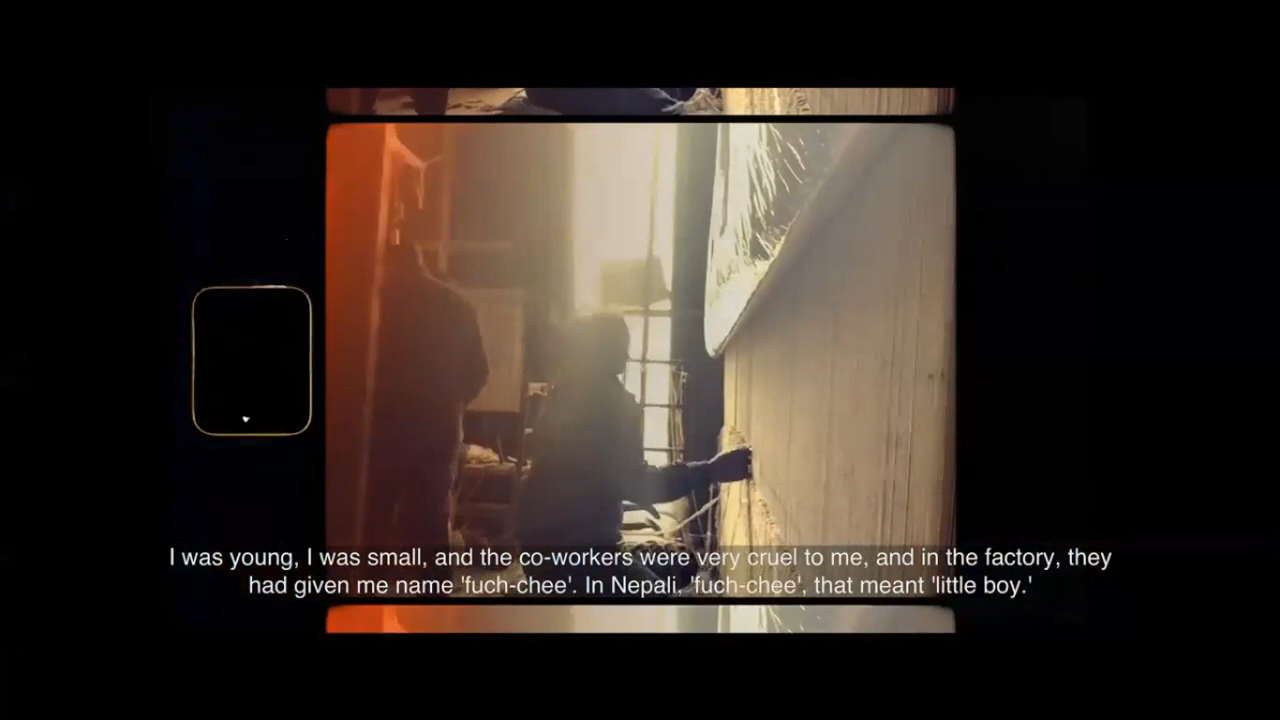 I was young, I was small, and the co-workers were very cruel to me, and in the factory, they
had given me name 'fuch-chee'. In Nepali, 'fuch-chee', that meant 'little boy.'